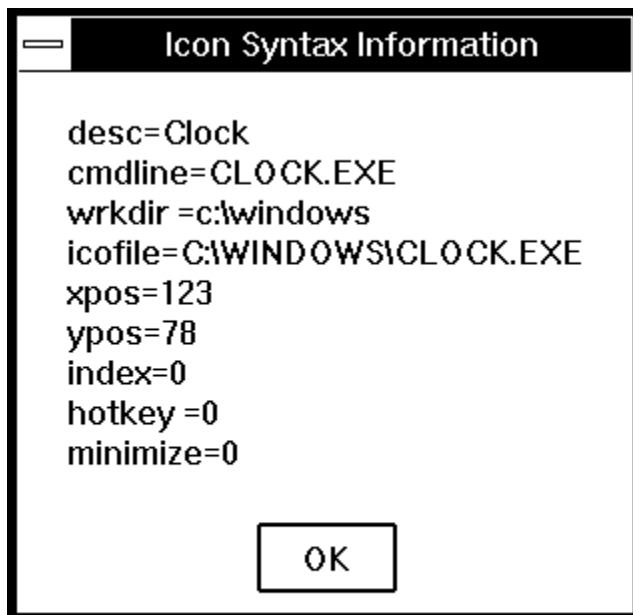 Icon Syntax Information
desc=Clock
cmdline=CLOCK.EXE
wrkdir =c:\windows
icofile=C:\WINDOWS\CLOCK.EXE
xpos=123
ypos=78
index=0
hotkey =0
minimize=0
OK